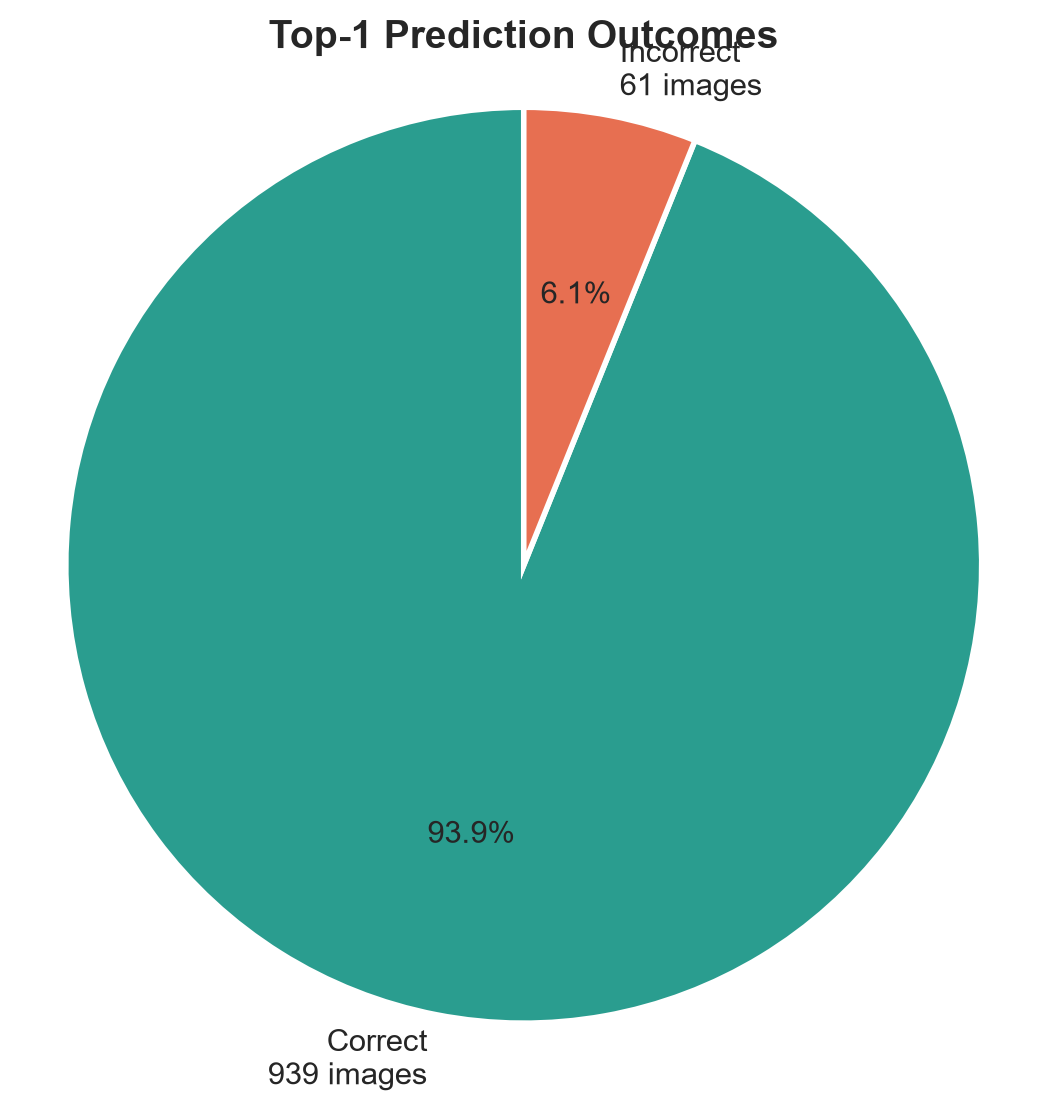 Top-1 Prediction Outcomes
Incorrect
61 images
6.1%
93.9%
Correct
939 images